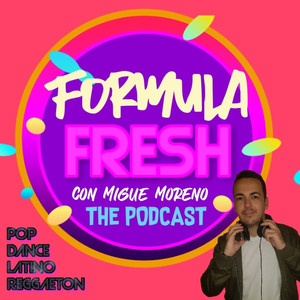 FORMULA
FRESH
CON MIGUE MORENO
THE PODCAST
POP
DANCE
LATINO
REGGAETON